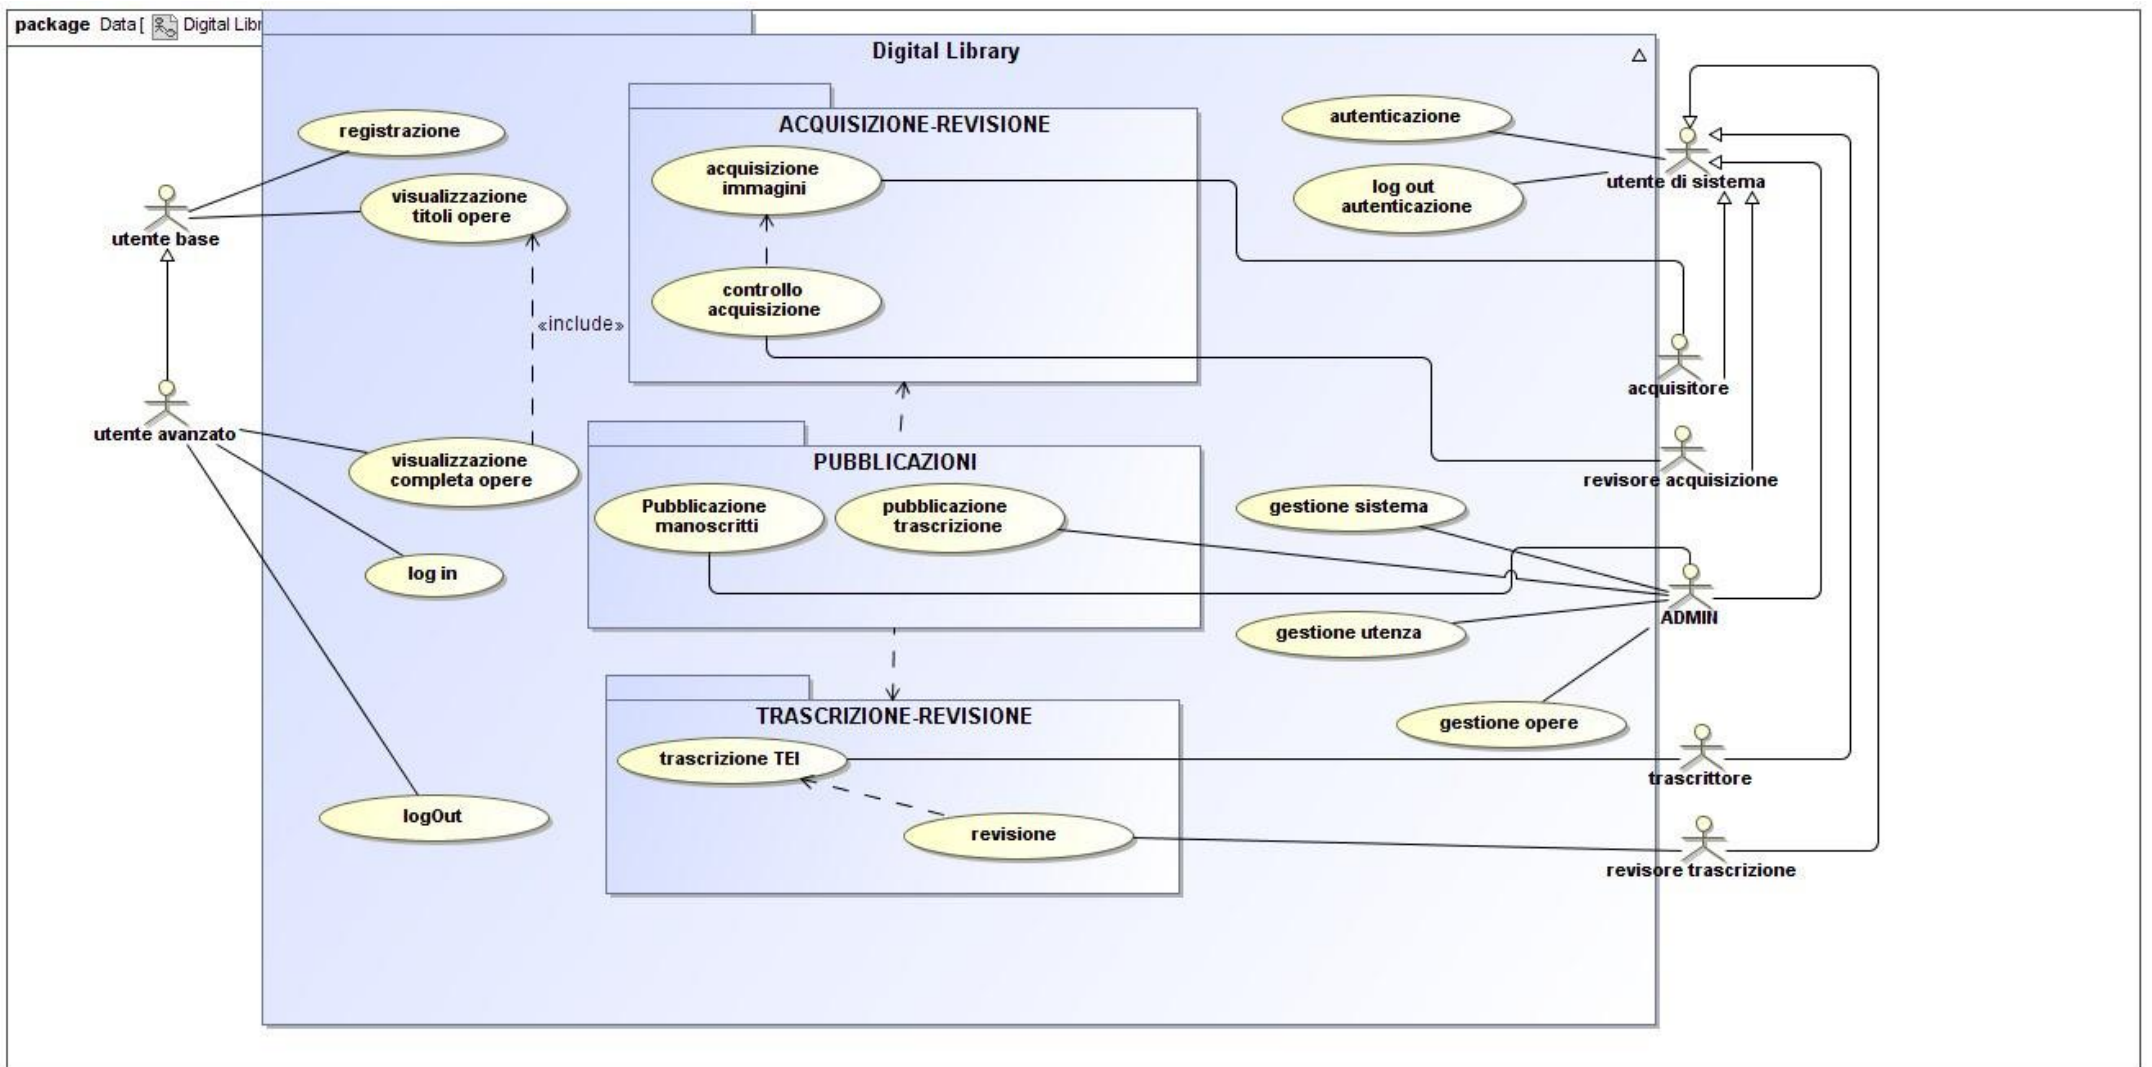 package Data [ Digital Libr
Digital Library
ACQUISIZIONE-REVISIONE
registrazione
autenticazione
acquisizione
immagini
visualizzazione
titoli opere
log out
autenticazione
utente di sistema
utente base
controllo
acquisizione
«include»
acquisitore
utente avanzato
visualizzazione
completa opere
PUBBLICAZIONI
revisore acquisizione
Pubblicazione
manoscritti
pubblicazione
trascrizione
gestione sistema
log in
ADMIN
gestione utenza
TRASCRIZIONE-REVISIONE
gestione opere
trascrizione TEI
trascrittore
logOut
revisione
revisore trascrizione